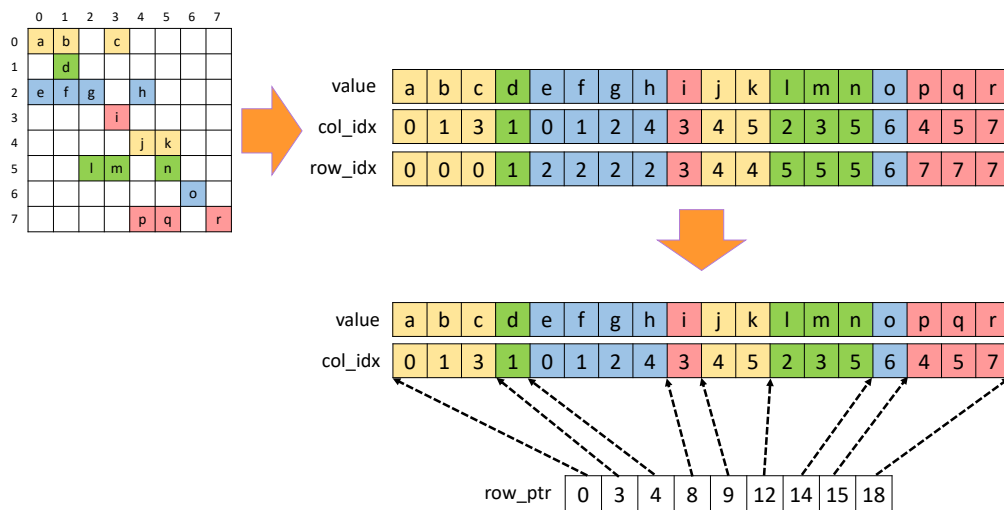 0 1 2 3 4 5 6 7
0 a b c
1 d
2 e f g h
3 i
4 j k
5 l m n
6 o
7 p q r
value a b c d e f g h i j k l m n o p q r
col_idx 0 1 3 1 0 1 2 4 3 4 5 2 3 5 6 4 5 7
row_idx 0 0 0 1 2 2 2 2 3 4 4 5 5 5 6 7 7 7
value a b c d e f g h i j k l m n o p q r
col_idx 0 1 3 1 0 1 2 4 3 4 5 2 3 5 6 4 5 7
row_ptr 0 3 4 8 9 12 14 15 18